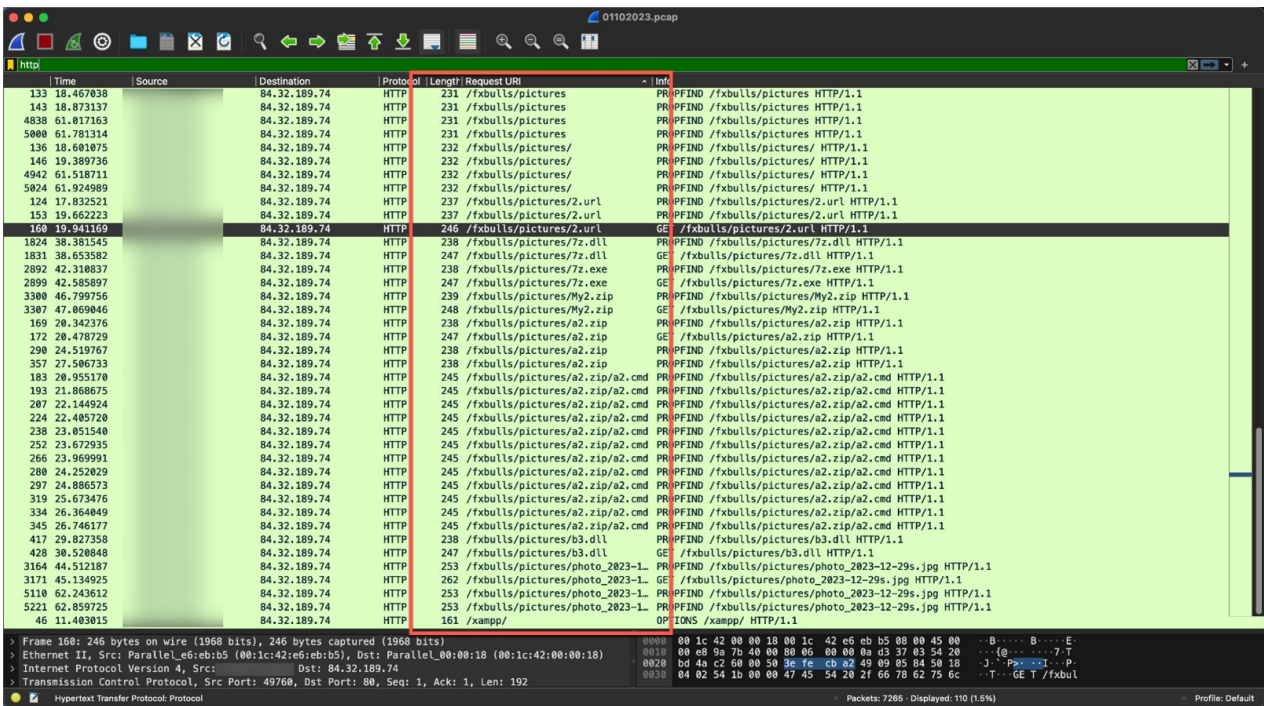 01102023.pcap
http
Time Source Destination Protocol Length Request URI Info
133 18.467038 84.32.189.74 HTTP 231 /fxbulls/pictures PROPFIND /fxbulls/pictures HTTP/1.1
143 18.873137 84.32.189.74 HTTP 231 /fxbulls/pictures PROPFIND /fxbulls/pictures HTTP/1.1
4838 61.017163 84.32.189.74 HTTP 231 /fxbulls/pictures PROPFIND /fxbulls/pictures HTTP/1.1
5000 61.781314 84.32.189.74 HTTP 231 /fxbulls/pictures PROPFIND /fxbulls/pictures HTTP/1.1
136 18.601075 84.32.189.74 HTTP 232 /fxbulls/pictures/ PROPFIND /fxbulls/pictures/ HTTP/1.1
146 19.389736 84.32.189.74 HTTP 232 /fxbulls/pictures/ PROPFIND /fxbulls/pictures/ HTTP/1.1
4942 61.518711 84.32.189.74 HTTP 232 /fxbulls/pictures/ PROPFIND /fxbulls/pictures/ HTTP/1.1
5024 61.924989 84.32.189.74 HTTP 232 /fxbulls/pictures/ PROPFIND /fxbulls/pictures/ HTTP/1.1
124 17.832521 84.32.189.74 HTTP 237 /fxbulls/pictures/2.url PROPFIND /fxbulls/pictures/2.url HTTP/1.1
153 19.662223 84.32.189.74 HTTP 237 /fxbulls/pictures/2.url PROPFIND /fxbulls/pictures/2.url HTTP/1.1
160 19.941169 84.32.189.74 HTTP 246 /fxbulls/pictures/2.url GET /fxbulls/pictures/2.url HTTP/1.1
1824 38.381545 84.32.189.74 HTTP 238 /fxbulls/pictures/7z.dll PROPFIND /fxbulls/pictures/7z.dll HTTP/1.1
1831 38.653582 84.32.189.74 HTTP 247 /fxbulls/pictures/7z.dll GET /fxbulls/pictures/7z.dll HTTP/1.1
2892 42.310837 84.32.189.74 HTTP 238 /fxbulls/pictures/7z.exe PROPFIND /fxbulls/pictures/7z.exe HTTP/1.1
2899 42.585897 84.32.189.74 HTTP 247 /fxbulls/pictures/7z.exe GET /fxbulls/pictures/7z.exe HTTP/1.1
3300 46.799756 84.32.189.74 HTTP 239 /fxbulls/pictures/My2.zip PROPFIND /fxbulls/pictures/My2.zip HTTP/1.1
3307 47.069046 84.32.189.74 HTTP 248 /fxbulls/pictures/My2.zip GET /fxbulls/pictures/My2.zip HTTP/1.1
169 20.342376 84.32.189.74 HTTP 238 /fxbulls/pictures/a2.zip PROPFIND /fxbulls/pictures/a2.zip HTTP/1.1
172 20.478729 84.32.189.74 HTTP 247 /fxbulls/pictures/a2.zip GET /fxbulls/pictures/a2.zip HTTP/1.1
290 24.519767 84.32.189.74 HTTP 238 /fxbulls/pictures/a2.zip PROPFIND /fxbulls/pictures/a2.zip HTTP/1.1
357 27.506733 84.32.189.74 HTTP 238 /fxbulls/pictures/a2.zip PROPFIND /fxbulls/pictures/a2.zip HTTP/1.1
183 20.955170 84.32.189.74 HTTP 245 /fxbulls/pictures/a2.zip/a2.cmd PROPFIND /fxbulls/pictures/a2.zip/a2.cmd HTTP/1.1
193 21.868675 84.32.189.74 HTTP 245 /fxbulls/pictures/a2.zip/a2.cmd PROPFIND /fxbulls/pictures/a2.zip/a2.cmd HTTP/1.1
207 22.144924 84.32.189.74 HTTP 245 /fxbulls/pictures/a2.zip/a2.cmd PROPFIND /fxbulls/pictures/a2.zip/a2.cmd HTTP/1.1
224 22.405720 84.32.189.74 HTTP 245 /fxbulls/pictures/a2.zip/a2.cmd PROPFIND /fxbulls/pictures/a2.zip/a2.cmd HTTP/1.1
238 23.051540 84.32.189.74 HTTP 245 /fxbulls/pictures/a2.zip/a2.cmd PROPFIND /fxbulls/pictures/a2.zip/a2.cmd HTTP/1.1
252 23.672935 84.32.189.74 HTTP 245 /fxbulls/pictures/a2.zip/a2.cmd PROPFIND /fxbulls/pictures/a2.zip/a2.cmd HTTP/1.1
266 23.969991 84.32.189.74 HTTP 245 /fxbulls/pictures/a2.zip/a2.cmd PROPFIND /fxbulls/pictures/a2.zip/a2.cmd HTTP/1.1
280 24.252029 84.32.189.74 HTTP 245 /fxbulls/pictures/a2.zip/a2.cmd PROPFIND /fxbulls/pictures/a2.zip/a2.cmd HTTP/1.1
297 24.886573 84.32.189.74 HTTP 245 /fxbulls/pictures/a2.zip/a2.cmd PROPFIND /fxbulls/pictures/a2.zip/a2.cmd HTTP/1.1
319 25.673476 84.32.189.74 HTTP 245 /fxbulls/pictures/a2.zip/a2.cmd PROPFIND /fxbulls/pictures/a2.zip/a2.cmd HTTP/1.1
334 26.364049 84.32.189.74 HTTP 245 /fxbulls/pictures/a2.zip/a2.cmd PROPFIND /fxbulls/pictures/a2.zip/a2.cmd HTTP/1.1
345 26.746177 84.32.189.74 HTTP 245 /fxbulls/pictures/a2.zip/a2.cmd PROPFIND /fxbulls/pictures/a2.zip/a2.cmd HTTP/1.1
417 29.827358 84.32.189.74 HTTP 238 /fxbulls/pictures/b3.dll PROPFIND /fxbulls/pictures/b3.dll HTTP/1.1
428 30.520848 84.32.189.74 HTTP 247 /fxbulls/pictures/b3.dll GET /fxbulls/pictures/b3.dll HTTP/1.1
3164 44.512187 84.32.189.74 HTTP 253 /fxbulls/pictures/photo_2023-1… PROPFIND /fxbulls/pictures/photo_2023-12-29s.jpg HTTP/1.1
3171 45.134925 84.32.189.74 HTTP 262 /fxbulls/pictures/photo_2023-1… GET /fxbulls/pictures/photo_2023-12-29s.jpg HTTP/1.1
5110 62.243612 84.32.189.74 HTTP 253 /fxbulls/pictures/photo_2023-1… PROPFIND /fxbulls/pictures/photo_2023-12-29s.jpg HTTP/1.1
5221 62.859725 84.32.189.74 HTTP 253 /fxbulls/pictures/photo_2023-1… PROPFIND /fxbulls/pictures/photo_2023-12-29s.jpg HTTP/1.1
46 11.403015 84.32.189.74 HTTP 161 /xampp/ OPTIONS /xampp/ HTTP/1.1
> Frame 160: 246 bytes on wire (1968 bits), 246 bytes captured (1968 bits) 0000 00 1c 42 00 00 18 00 1c 42 e6 eb b5 08 00 45 00 ··B····· B·····E·
> Ethernet II, Src: Parallel_e6:eb:b5 (00:1c:42:e6:eb:b5), Dst: Parallel_00:00:18 (00:1c:42:00:00:18) 0010 00 e8 9a 7b 40 00 80 06 00 00 0a d3 37 03 54 20 ···{@··· ····7·T
> Internet Protocol Version 4, Src: Dst: 84.32.189.74 0020 bd 4a c2 60 00 50 3e fe cb a2 49 09 05 84 50 18 ·J·`·P>· ··I···P·
> Transmission Control Protocol, Src Port: 49760, Dst Port: 80, Seq: 1, Ack: 1, Len: 192 0030 04 02 54 1b 00 00 47 45 54 20 2f 66 78 62 75 6c ··T···GE T /fxbul
Hypertext Transfer Protocol: Protocol Packets: 7265 · Displayed: 110 (1.5%) Profile: Default